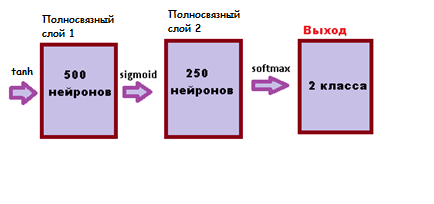 Полносвязный
слой 1
Полносвязный
слой 2
Выход
tanh
500
нейронов
sigmoid
250
нейронов
softmax
2 класса